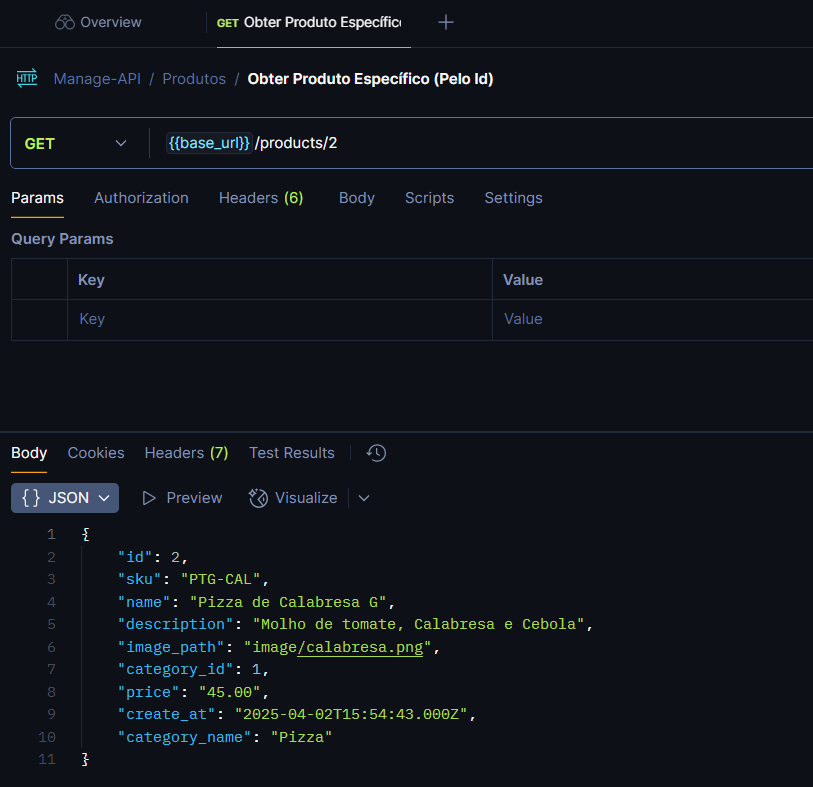 Overview
GET Obter Produto Específico
HTTP Manage-API / Produtos / Obter Produto Específico (Pelo Id)
GET {{base_url}}/products/2
Params Authorization Headers (6) Body Scripts Settings
Query Params
Key Value
Key Value
Body Cookies Headers (7) Test Results
{} JSON Preview Visualize
1 {
2 "id": 2,
3 "sku": "PTG-CAL",
4 "name": "Pizza de Calabresa G",
5 "description": "Molho de tomate, Calabresa e Cebola",
6 "image_path": "image/calabresa.png",
7 "category_id": 1,
8 "price": "45.00",
9 "create_at": "2025-04-02T15:54:43.000Z",
10 "category_name": "Pizza"
11 }